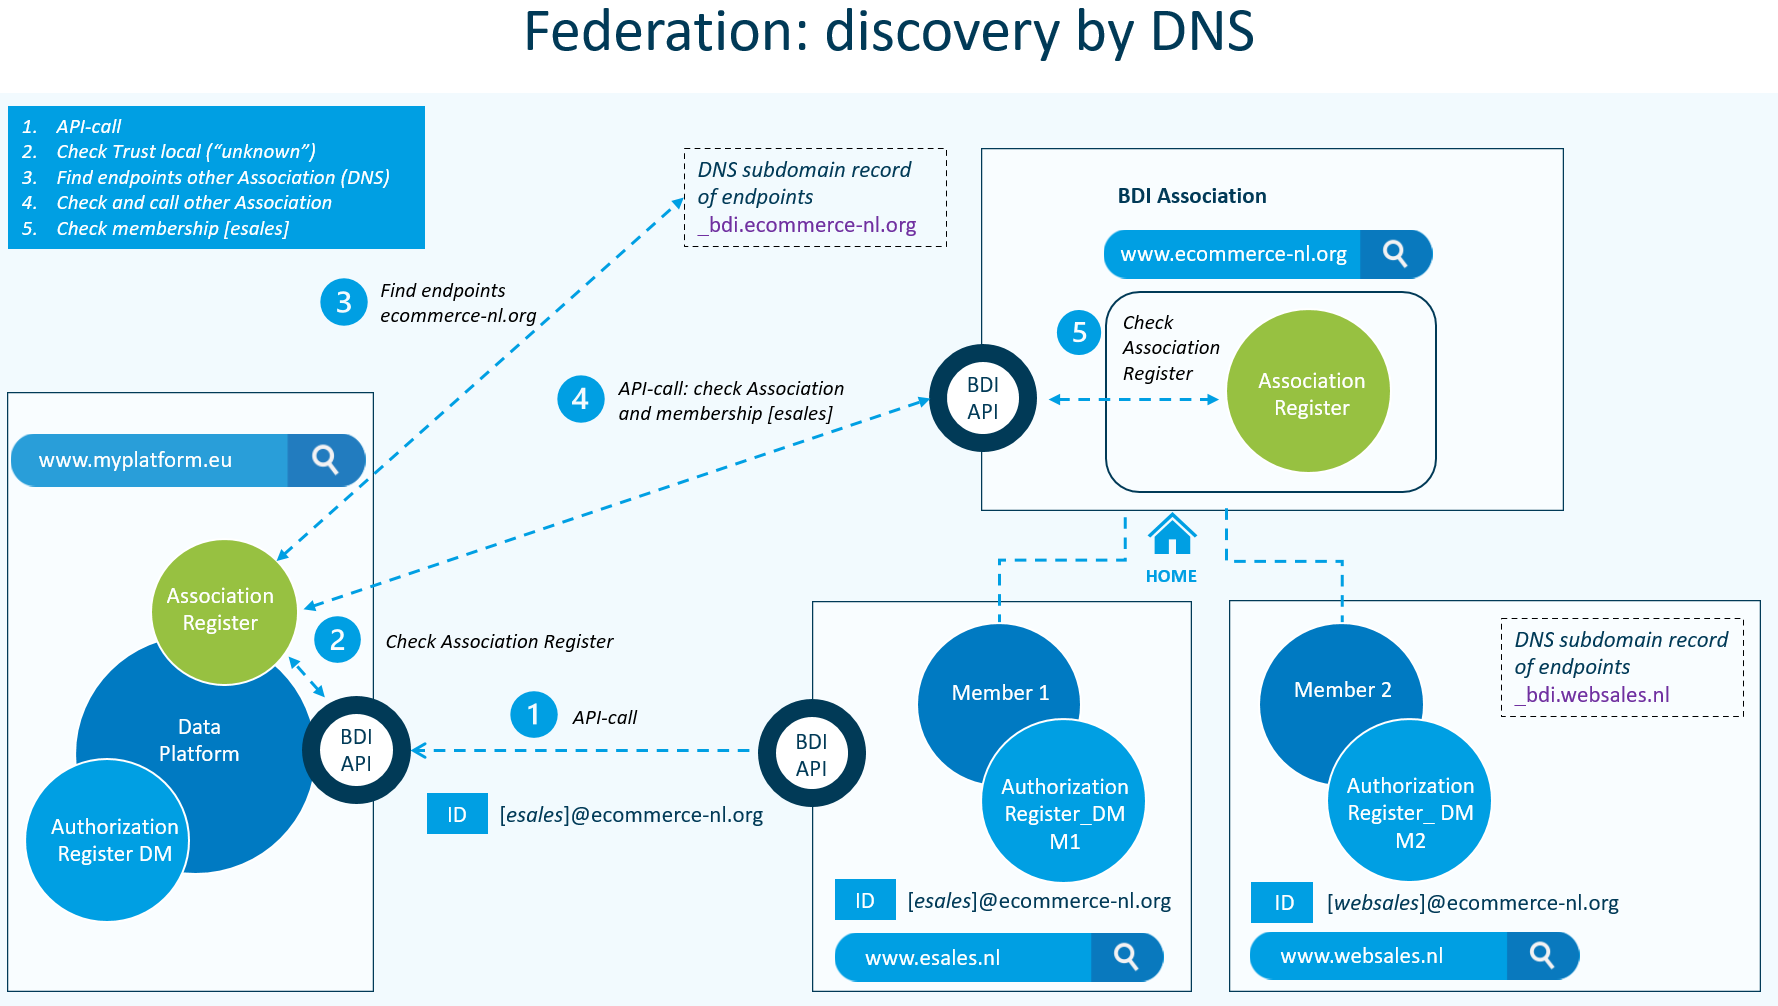 Federation: discovery by DNS
1. API-call
2. Check Trust local (“unknown”)
3. Find endpoints other Association (DNS)
4. Check and call other Association
5. Check membership [esales]
DNS subdomain record
of endpoints
_bdi.ecommerce-nl.org
BDI Association
www.ecommerce-nl.org
3
Find endpoints
ecommerce-nl.org
5
Check
Association
Register
Association
Register
BDI
API
4
API-call: check Association
and membership [esales]
www.myplatform.eu
Association
Register
2
Check Association Register
Data
Platform
BDI
API
Authorization
Register DM
1
API-call
BDI
API
ID
[esales]@ecommerce-nl.org
HOME
Member 1
Authorization
Register_DM
M1
ID
[esales]@ecommerce-nl.org
www.esales.nl
Member 2
Authorization
Register_ DM
M2
DNS subdomain record
of endpoints
_bdi.websales.nl
ID
[websales]@ecommerce-nl.org
www.websales.nl